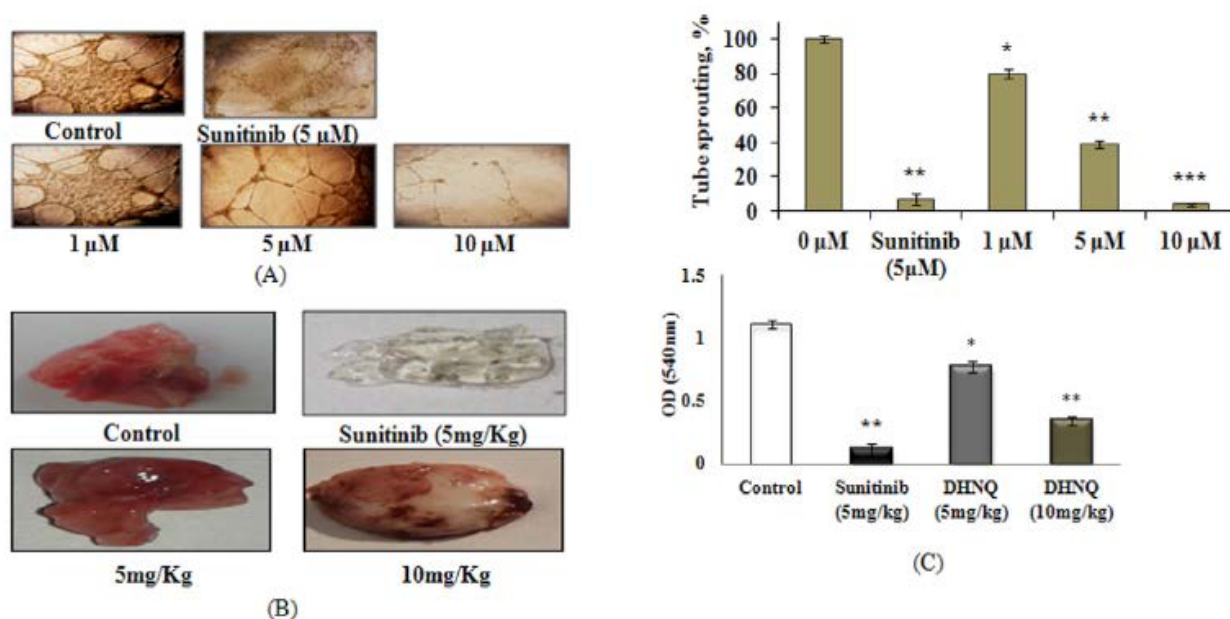 Control
Sunitinib (5 µM)
1 µM
5 µM
10 µM
(A)
Control
Sunitinib (5mg/Kg)
5mg/Kg
10mg/Kg
(B)
Tube sprouting, %
100
80
60
40
20
0
*
**
**
***
0 µM
Sunitinib
(5µM)
1 µM
5 µM
10 µM
OD (540nm)
1.5
1
0.5
0
**
*
**
Control
Sunitinib
(5mg/kg)
DHNQ
(5mg/kg)
DHNQ
(10mg/kg)
(C)